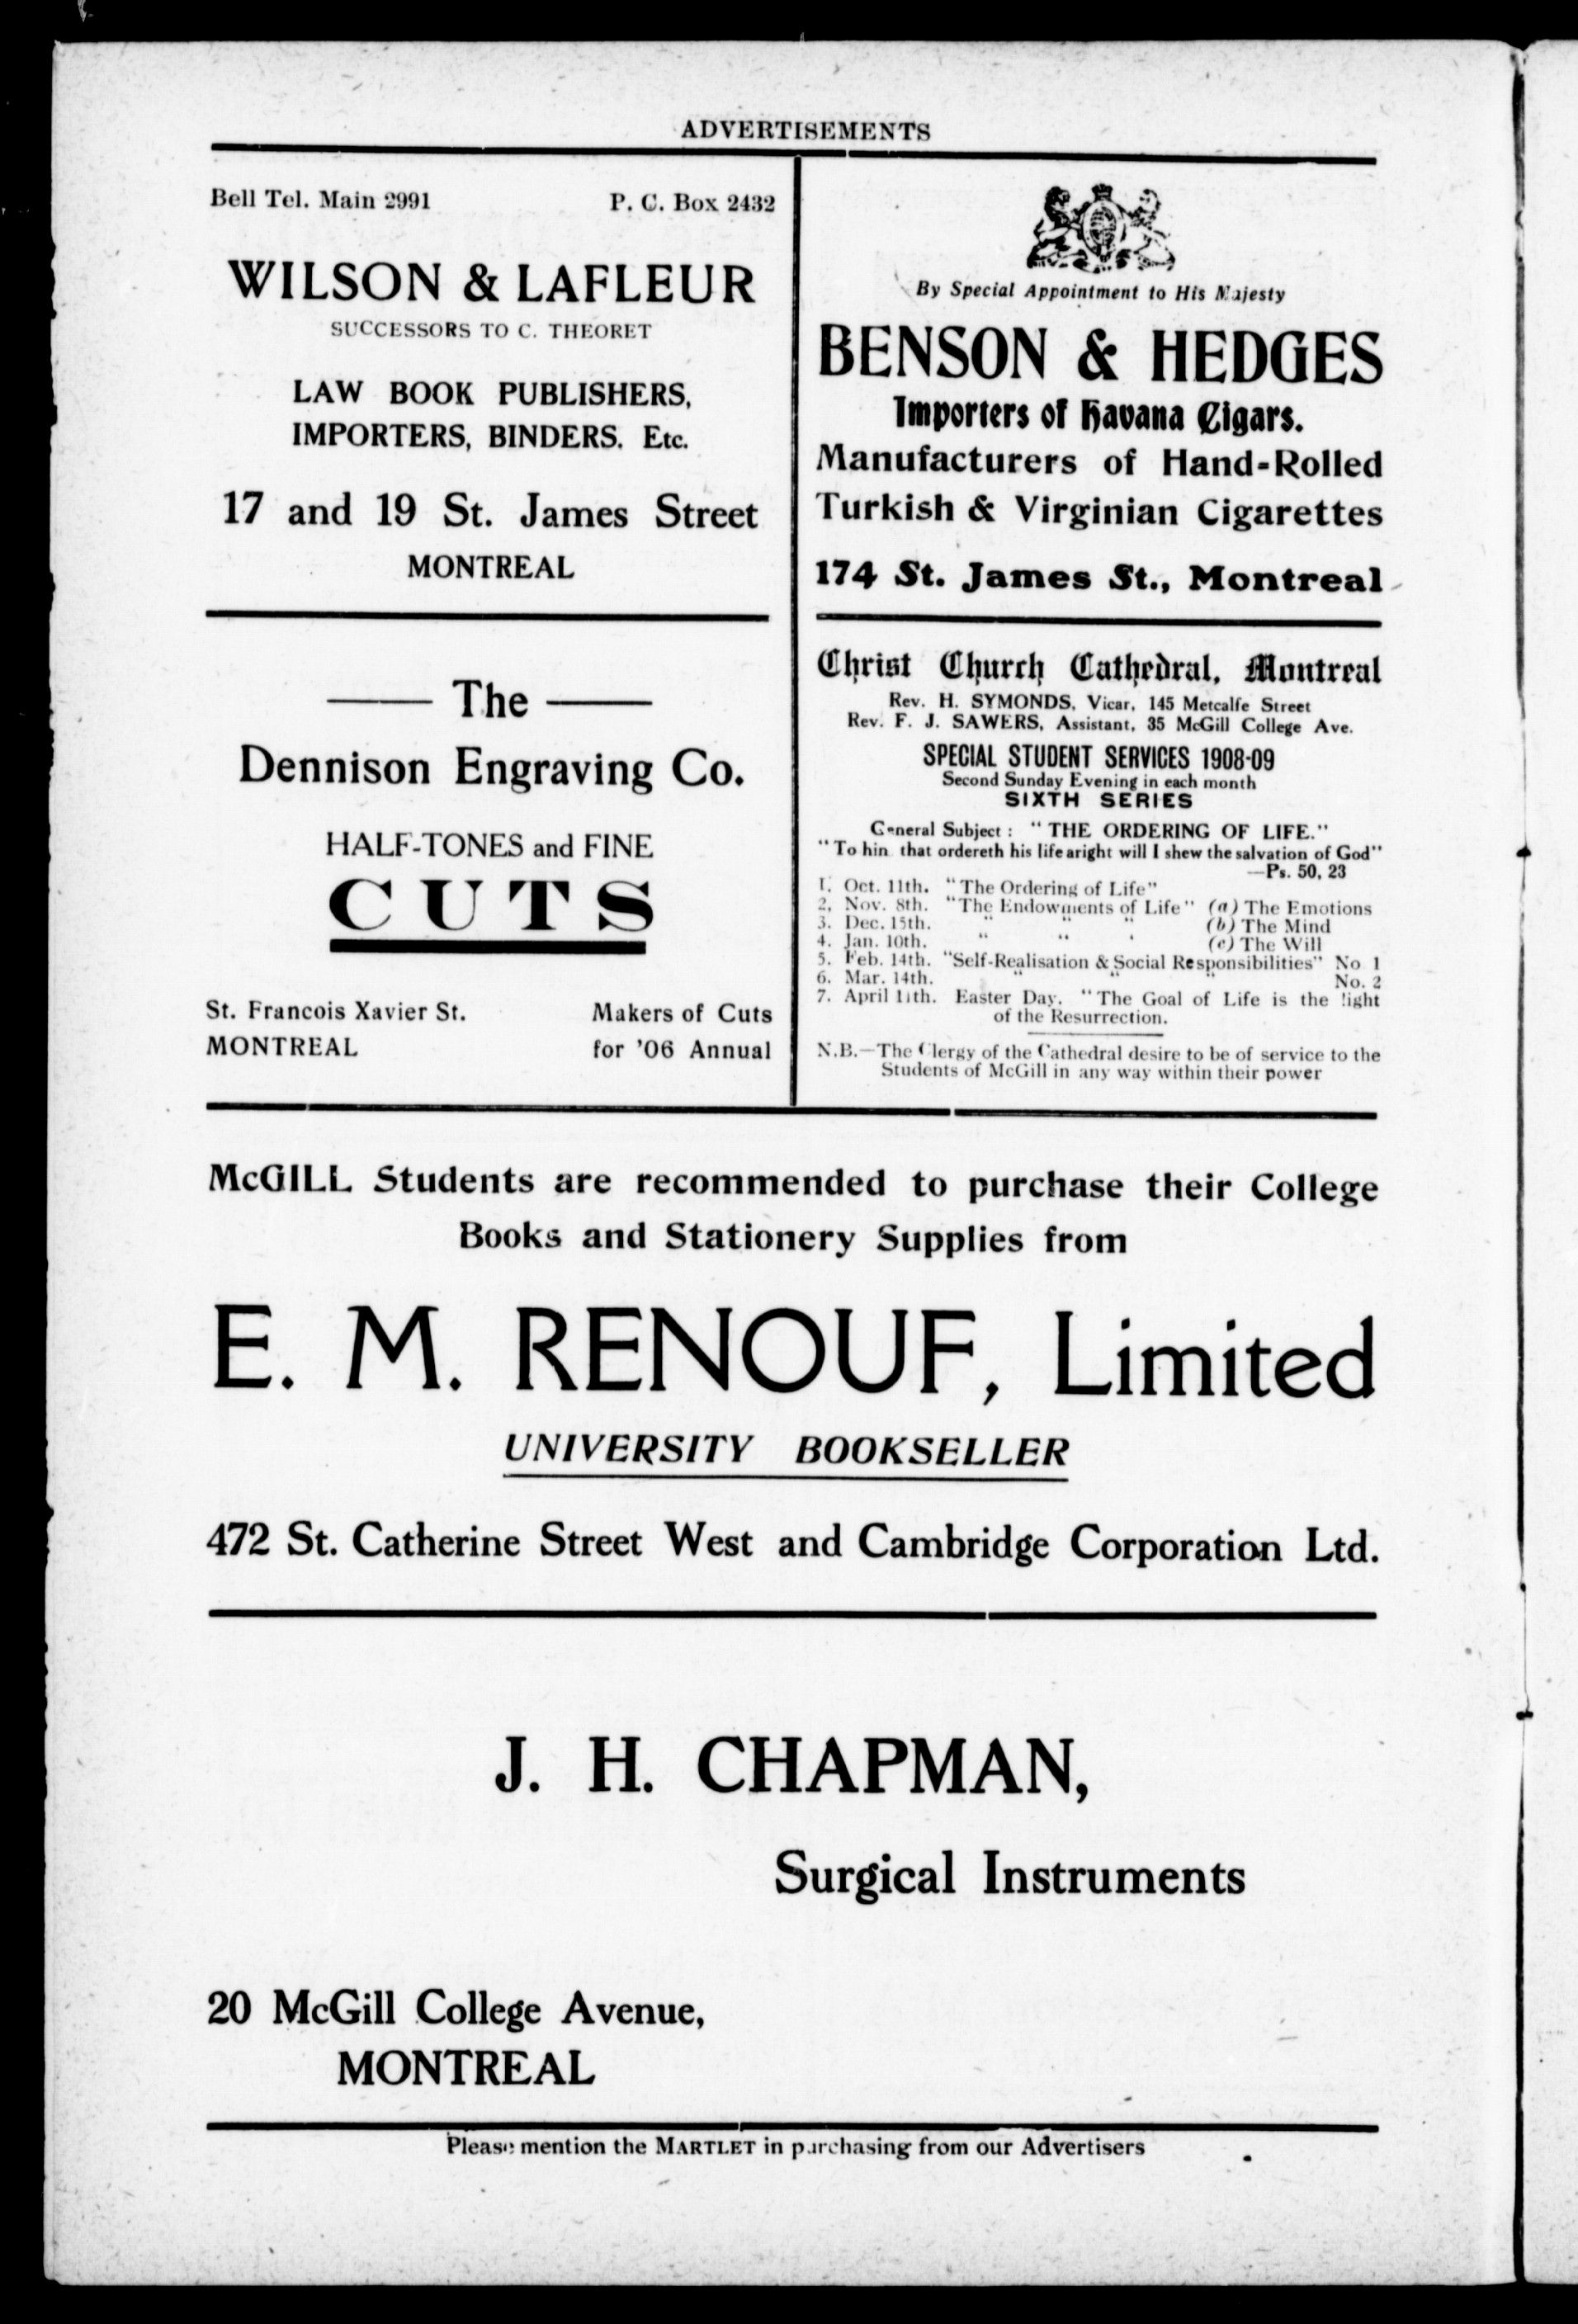 ADVERTISEMENTS
Bell Tel. Main 2991 P. O. Box 2432
WILSON & LAFLEUR
SUCCESSORS TO C. THEORET
LAW BOOK PUBLISHERS,
IMPORTERS, BINDERS. Etc.
17 and 19 St. James Street
MONTREAL
The
Dennison Engraving Co.
HALF-TONES and FINE
CUTS
St. Francois Xavier St. Makers of Cuts
MONTREAL for '06 Annual
By Special Appointment to His Majesty
BENSON & HEDGES
Importers of Havana Cigars.
Manufacturers of Hand-Rolled
Turkish & Virginian Cigarettes
174 St. James St., Montreal
Christ Church Cathedral, Montreal
Rev. H. SYMONDS, Vicar, 145 Metcalfe Street
Rev. F. J. SAWERS, Assistant, 35 McGill College Ave.
SPECIAL STUDENT SERVICES 1908-09
Second Sunday Evening in each month
SIXTH SERIES
General Subject: "THE ORDERING OF LIFE."
"To hin that ordereth his life aright will I shew the salvation of God"
—Ps. 50, 23
1. Oct. 11th. "The Ordering of Life"
2. Nov. 8th. "The Endowments of Life" (a) The Emotions
3. Dec. 15th. " " " (b) The Mind
4. Jan. 10th. " " " (c) The Will
5. Feb. 14th. "Self-Realisation & Social Responsibilities" No 1
6. Mar. 14th. " " " No. 2
7. April 11th. Easter Day. "The Goal of Life is the light
of the Resurrection.
N.B.—The Clergy of the Cathedral desire to be of service to the
Students of McGill in any way within their power
McGILL Students are recommended to purchase their College
Books and Stationery Supplies from
E. M. RENOUF, Limited
UNIVERSITY BOOKSELLER
472 St. Catherine Street West and Cambridge Corporation Ltd.
J. H. CHAPMAN,
Surgical Instruments
20 McGill College Avenue,
MONTREAL
Please mention the MARTLET in purchasing from our Advertisers